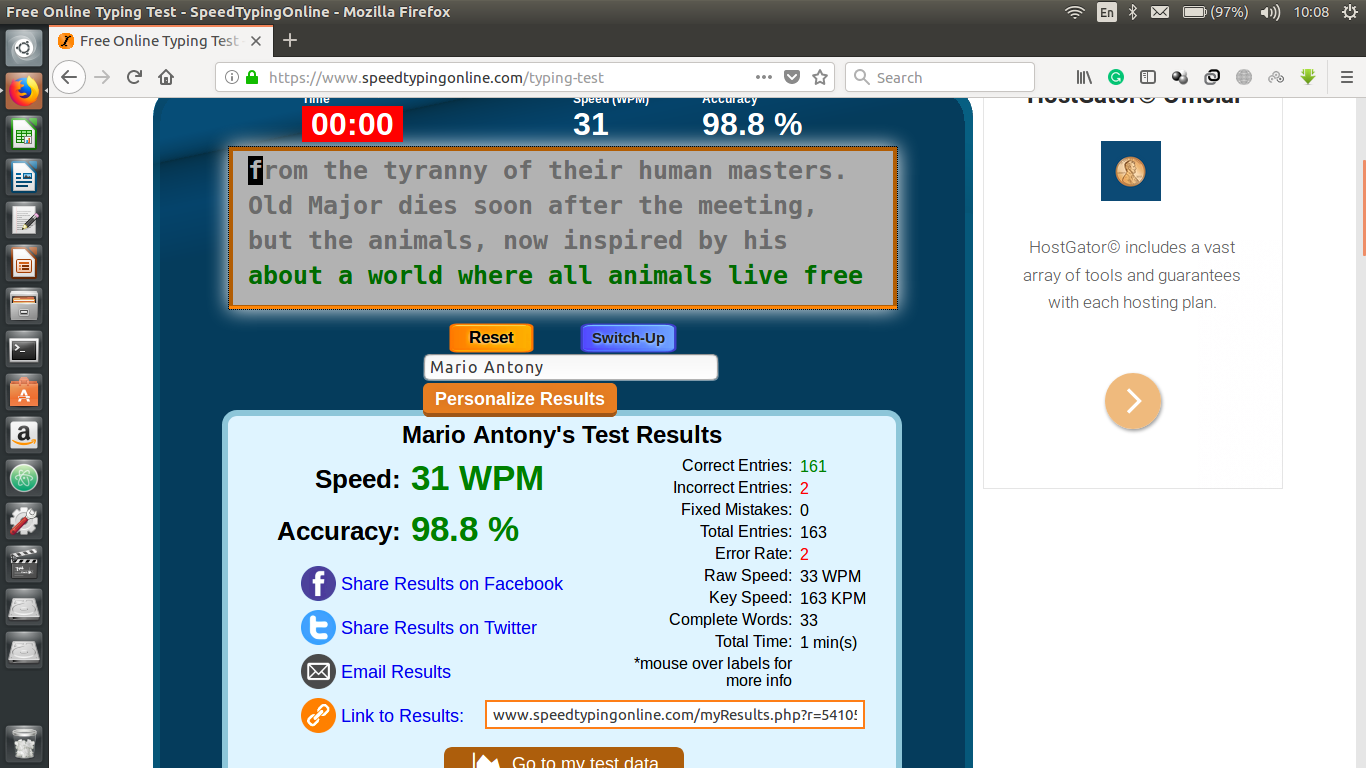 Free Online Typing Test - SpeedTypingOnline - Mozilla Firefox
En
(97%)
10:08
Free Online Typing Test
https://www.speedtypingonline.com/typing-test
Search
Time
Speed (WPM)
Accuracy
00:00
31
98.8 %
from the tyranny of their human masters.
Old Major dies soon after the meeting,
but the animals, now inspired by his
about a world where all animals live free
Reset
Switch-Up
Mario Antony
Personalize Results
Mario Antony's Test Results
Speed: 31 WPM
Accuracy: 98.8 %
Share Results on Facebook
Share Results on Twitter
Email Results
Link to Results:
www.speedtypingonline.com/myResults.php?r=54105
Correct Entries: 161
Incorrect Entries: 2
Fixed Mistakes: 0
Total Entries: 163
Error Rate: 2
Raw Speed: 33 WPM
Key Speed: 163 KPM
Complete Words: 33
Total Time: 1 min(s)
*mouse over labels for
more info
Go to my test data
HostGator© Official
HostGator© includes a vast
array of tools and guarantees
with each hosting plan.